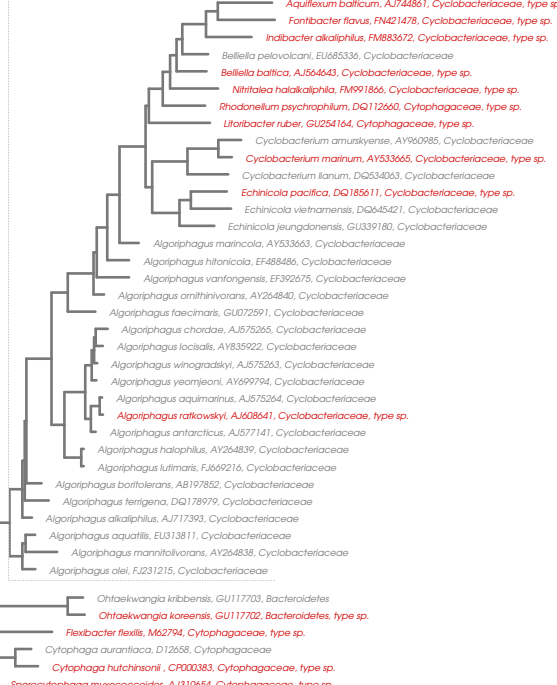 Aquiflexum balticum, AJ744861, Cyclobacteriaceae, type sp
Fontibacter flavus, FN421478, Cyclobacteriaceae, type sp.
Indibacter alkaliphilus, FM883672, Cyclobacteriaceae, type sp.
Belliella pelovolcani, EU685336, Cyclobacteriaceae
Belliella baltica, AJ564643, Cyclobacteriaceae, type sp.
Nitritalea halalkaliphila, FM991866, Cyclobacteriaceae, type sp.
Rhodonellum psychrophilum, DQ112660, Cytophagaceae, type sp.
Litoribacter ruber, GU254164, Cytophagaceae, type sp.
Cyclobacterium amurskyense, AY960985, Cyclobacteriaceae
Cyclobacterium marinum, AY533665, Cyclobacteriaceae, type sp.
Cyclobacterium lianum, DQ534063, Cyclobacteriaceae
Echinicola pacifica, DQ185611, Cyclobacteriaceae, type sp.
Echinicola vietnamensis, DQ645421, Cyclobacteriaceae
Echinicola jeungdonensis, GU339180, Cyclobacteriaceae
Algoriphagus marincola, AY533663, Cyclobacteriaceae
Algoriphagus hitonicola, EF488486, Cyclobacteriaceae
Algoriphagus vanfongensis, EF392675, Cyclobacteriaceae
Algoriphagus ornithinivorans, AY264840, Cyclobacteriaceae
Algoriphagus faecimaris, GU072591, Cyclobacteriaceae
Algoriphagus chordae, AJ575265, Cyclobacteriaceae
Algoriphagus locisalis, AY835922, Cyclobacteriaceae
Algoriphagus winogradskyi, AJ575263, Cyclobacteriaceae
Algoriphagus yeomjeoni, AY699794, Cyclobacteriaceae
Algoriphagus aquimarinus, AJ575264, Cyclobacteriaceae
Algoriphagus ratkowskyi, AJ608641, Cyclobacteriaceae, type sp.
Algoriphagus antarcticus, AJ577141, Cyclobacteriaceae
Algoriphagus halophilus, AY264839, Cyclobacteriaceae
Algoriphagus lutimaris, FJ669216, Cyclobacteriaceae
Algoriphagus boritolerans, AB197852, Cyclobacteriaceae
Algoriphagus terrigena, DQ178979, Cyclobacteriaceae
Algoriphagus alkaliphilus, AJ717393, Cyclobacteriaceae
Algoriphagus aquatilis, EU313811, Cyclobacteriaceae
Algoriphagus mannitolivorans, AY264838, Cyclobacteriaceae
Algoriphagus olei, FJ231215, Cyclobacteriaceae
Ohtaekwangia kribbensis, GU117703, Bacteroidetes
Ohtaekwangia koreensis, GU117702, Bacteroidetes, type sp.
Flexibacter flexilis, M62794, Cytophagaceae, type sp.
Cytophaga aurantiaca, D12658, Cytophagaceae
Cytophaga hutchinsonii , CP000383, Cytophagaceae, type sp.
Sporocytophaga myxococcoides, AJ310654, Cytophagaceae, type sp.